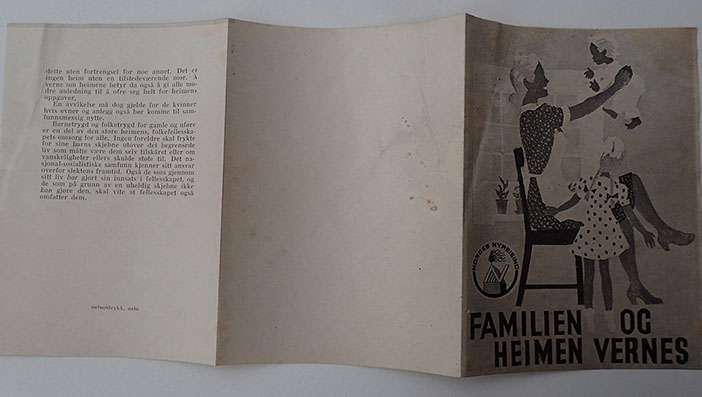 dette uten fortrengsel for noe annet. Det er
ingen heim uten en tilstedeværende mor. Å
verne om heimene betyr da også å gi alle mo-
dre anledning til å ofre seg helt for heimens
oppgaver.
En avvikelse må dog gjelde for de kvinner
hvis evner og anlegg også bør komme til sam-
funnsmessig nytte.
Barnetrygd og folketrygd for gamle og uføre
er en del av den store heimens, folkefellesska-
pets omsorg for alle. Ingen foreldre skal frykte
for sine barns skjebne utover det begrensede
liv som måtte være dem selv tilskåret eller om
vanskeligheter ellers skulde støte til. Det na-
sjonal-sosialistiske samfunn kjenner sitt ansvar
overfor slektens framtid. Også de som gjennom
sitt liv har gjort sin innsats i fellesskapet, og
de som på grunn av en uheldig skjebne ikke
kan gjøre den, skal vite at fellesskapet også
omfatter dem.
NORGES NYREISING
FAMILIEN OG
HEIMEN VERNES